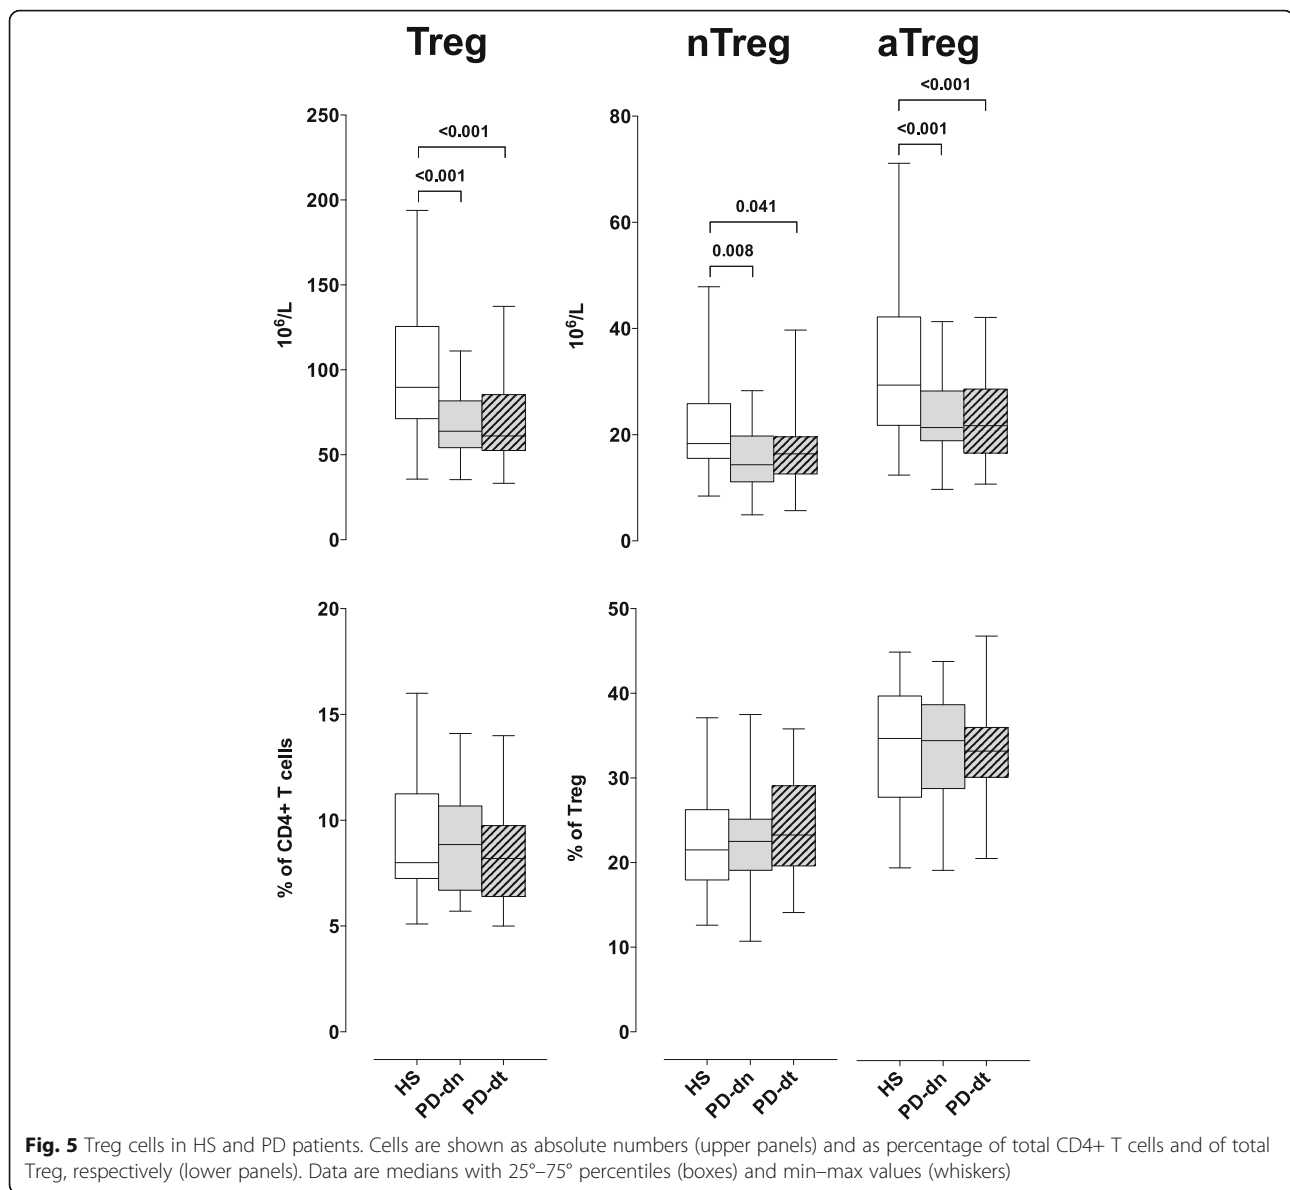 Treg
nTreg
aTreg
250
200
150
100
50
0
10⁶/L
<0.001
<0.001
80
60
40
20
0
10⁶/L
0.041
0.008
<0.001
<0.001
20
15
10
5
0
% of CD4+ T cells
50
40
30
20
10
0
% of Treg
HS
PD-dn
PD-dt
HS
PD-dn
PD-dt
HS
PD-dn
PD-dt
Fig. 5 Treg cells in HS and PD patients. Cells are shown as absolute numbers (upper panels) and as percentage of total CD4+ T cells and of total
Treg, respectively (lower panels). Data are medians with 25°–75° percentiles (boxes) and min–max values (whiskers)